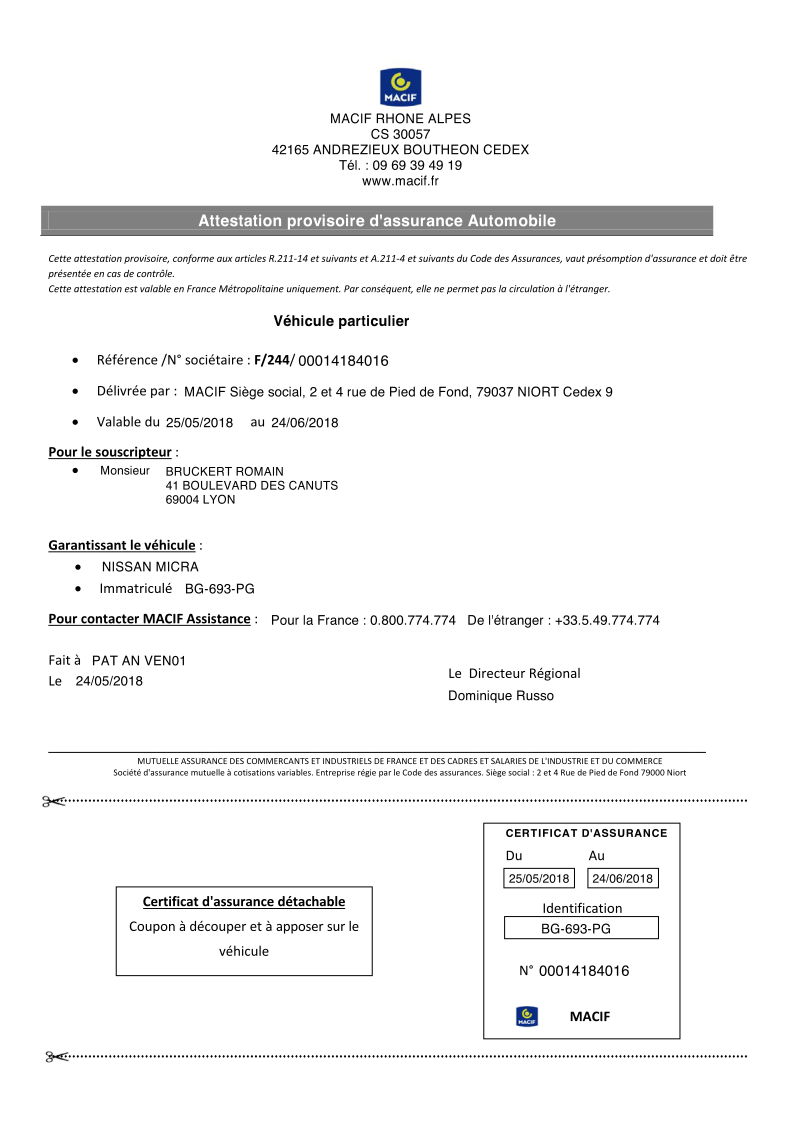 MACIF
MACIF RHONE ALPES
CS 30057
42165 ANDREZIEUX BOUTHEON CEDEX
Tél. : 09 69 39 49 19
www.macif.fr
Attestation provisoire d'assurance Automobile
Cette attestation provisoire, conforme aux articles R.211-14 et suivants et A.211-4 et suivants du Code des Assurances, vaut présomption d'assurance et doit être
présentée en cas de contrôle.
Cette attestation est valable en France Métropolitaine uniquement. Par conséquent, elle ne permet pas la circulation à l'étranger.
Véhicule particulier
• Référence /N° sociétaire : F/244/ 00014184016
• Délivrée par : MACIF Siège social, 2 et 4 rue de Pied de Fond, 79037 NIORT Cedex 9
• Valable du 25/05/2018 au 24/06/2018
Pour le souscripteur :
• Monsieur BRUCKERT ROMAIN
41 BOULEVARD DES CANUTS
69004 LYON
Garantissant le véhicule :
• NISSAN MICRA
• Immatriculé BG-693-PG
Pour contacter MACIF Assistance : Pour la France : 0.800.774.774 De l'étranger : +33.5.49.774.774
Fait à PAT AN VEN01
Le 24/05/2018
Le Directeur Régional
Dominique Russo
MUTUELLE ASSURANCE DES COMMERCANTS ET INDUSTRIELS DE FRANCE ET DES CADRES ET SALARIES DE L'INDUSTRIE ET DU COMMERCE
Société d'assurance mutuelle à cotisations variables. Entreprise régie par le Code des assurances. Siège social : 2 et 4 Rue de Pied de Fond 79000 Niort
Certificat d'assurance détachable
Coupon à découper et à apposer sur le
véhicule
CERTIFICAT D'ASSURANCE
Du Au
25/05/2018 24/06/2018
Identification
BG-693-PG
N° 00014184016
MACIF MACIF